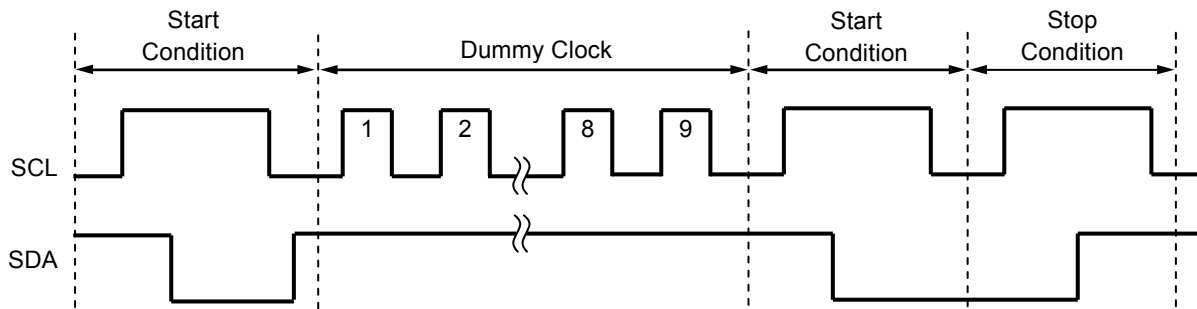 Start
Condition
Dummy Clock
Start
Condition
Stop
Condition
1 2 8 9
SCL
SDA